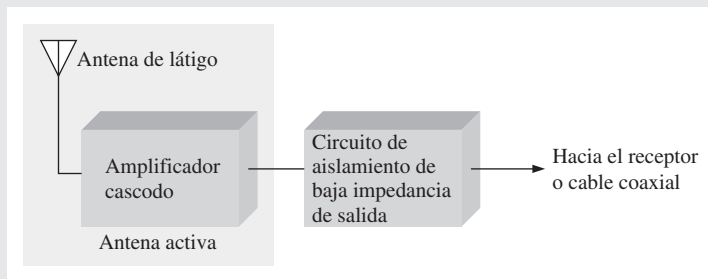 Antena de látigo
Amplificador
cascodo
Antena activa
Circuito de
aislamiento de
baja impedancia
de salida
Hacia el receptor
o cable coaxial